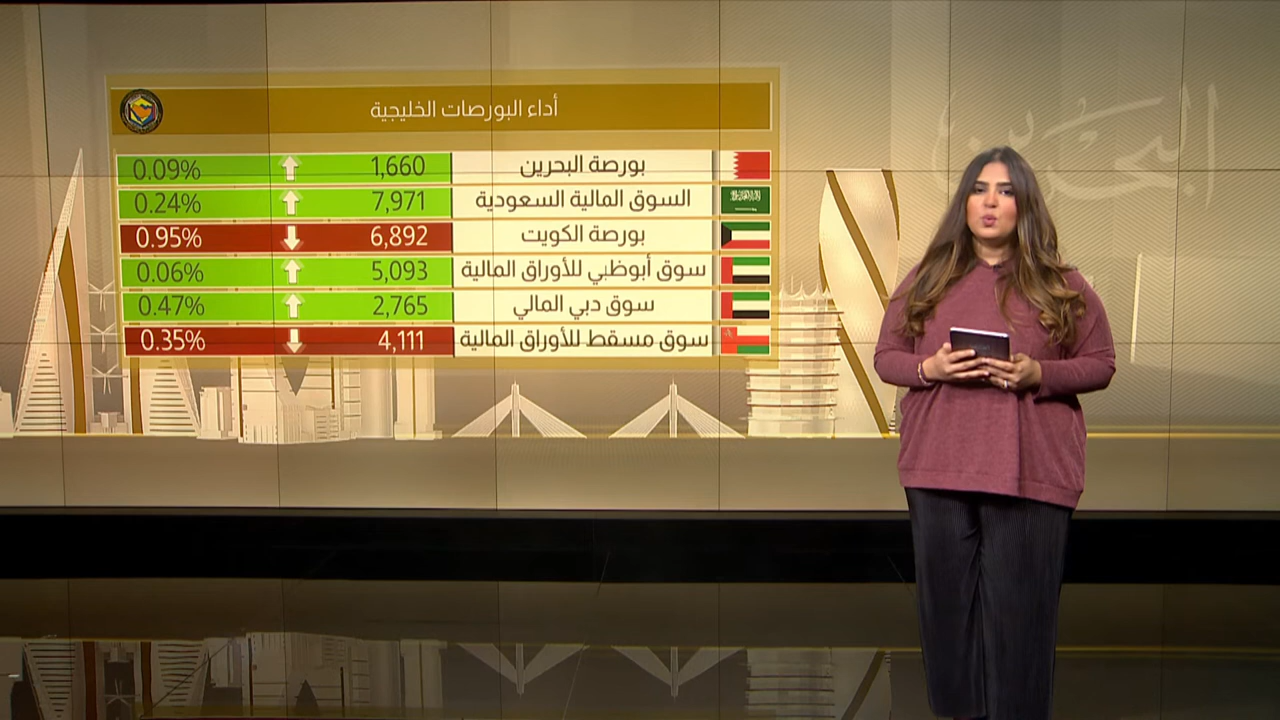 أداء البورصات الخليجية
بورصة البحرين 1,660 0.09%
السوق المالية السعودية 7,971 0.24%
بورصة الكويت 6,892 0.95%
سوق أبوظبي للأوراق المالية 5,093 0.06%
سوق دبي المالي 2,765 0.47%
سوق مسقط للأوراق المالية 4,111 0.35%
البحرين